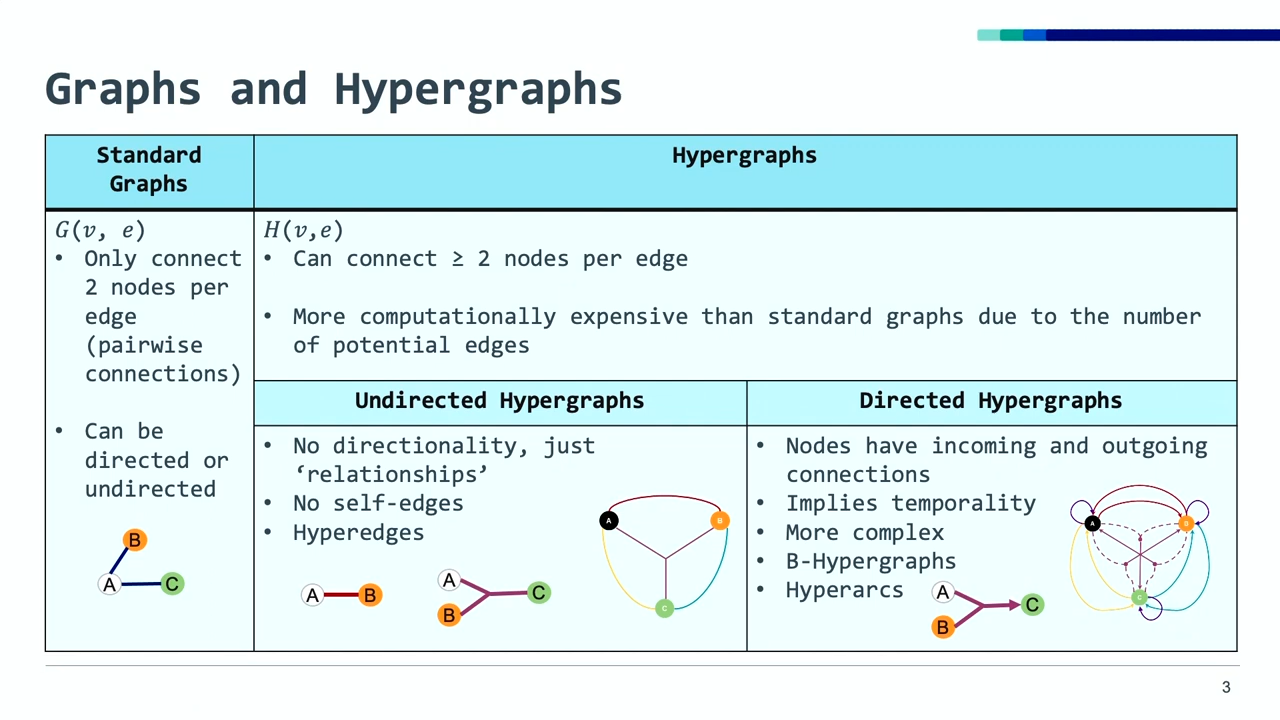 Graphs and Hypergraphs
Standard
Graphs
Hypergraphs
G(v, e)
• Only connect
2 nodes per
edge
(pairwise
connections)
• Can be
directed or
undirected
B
A
C
H(v,e)
• Can connect ≥ 2 nodes per edge
• More computationally expensive than standard graphs due to the number
of potential edges
Undirected Hypergraphs
• No directionality, just
‘relationships’
• No self-edges
• Hyperedges
A
B
A
B
C
A
B
C
Directed Hypergraphs
• Nodes have incoming and outgoing
connections
• Implies temporality
• More complex
• B-Hypergraphs
• Hyperarcs
A
B
C
A
B
C
3